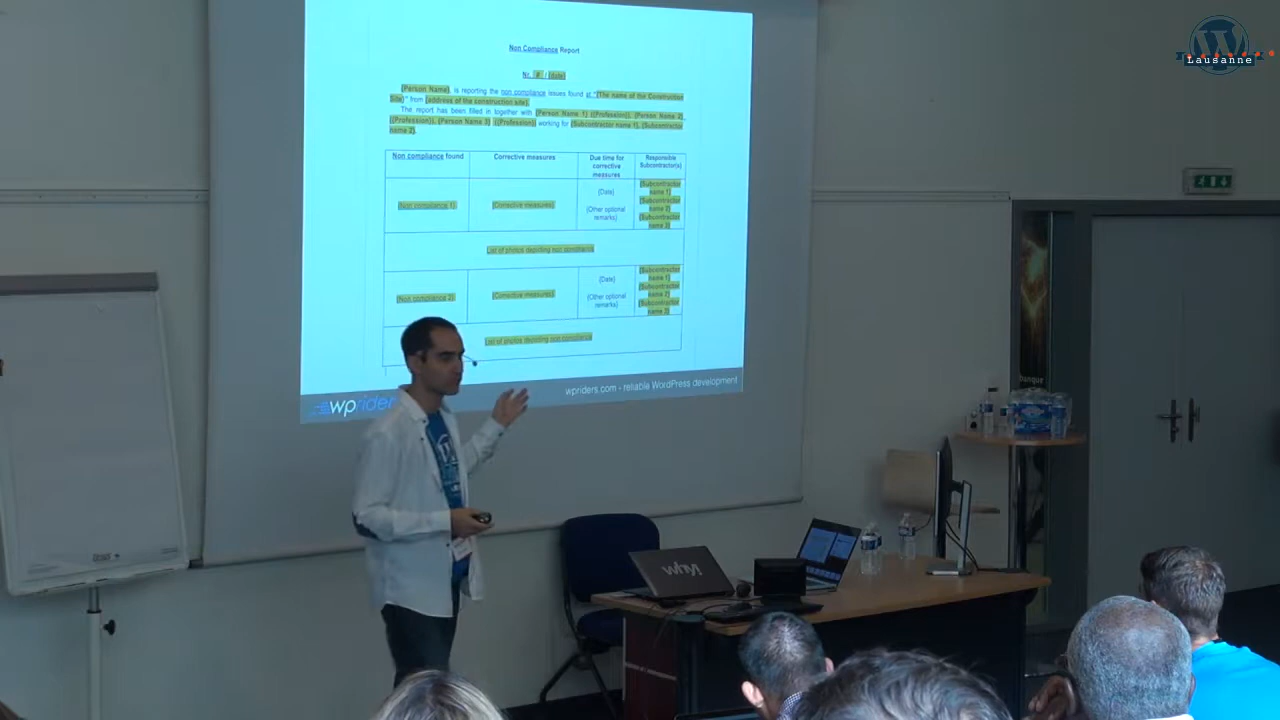 Lausanne
Non Compliance Report
Nr. # / {date}
{Person Name}, is reporting the non compliance issues found at "{The name of the Construction
Site}" from {address of the construction site}.
The report has been filled in together with {Person Name 1} ({Profession}), {Person Name 2}
({Profession}), {Person Name 3} ({Profession}) working for {Subcontractor name 1}, {Subcontractor
name 2}.
Non compliance found
Corrective measures
Due time for
corrective
measures
Responsible
Subcontractor(s)
{Non compliance 1}
{Corrective measures}
{Date}
{Other optional
remarks}
{Subcontractor
name 1}
{Subcontractor
name 2}
{Subcontractor
name 3}
List of photos depicting non compliance
{Non compliance 2}
{Corrective measures}
{Date}
{Other optional
remarks}
{Subcontractor
name 1}
{Subcontractor
name 2}
{Subcontractor
name 3}
List of photos depicting non compliance
wprider
wpriders.com - reliable WordPress development
why!